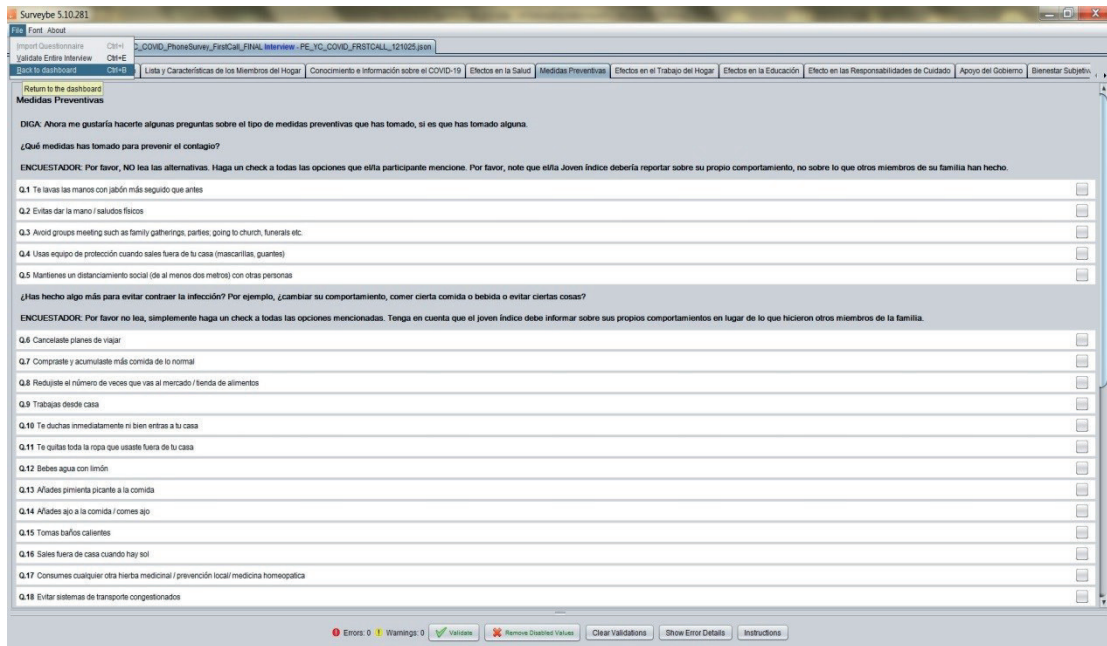 Surveybe 5.10.281
File Font About
Import Questionnaire Ctrl+I
C_COVID_PhoneSurvey_FirstCall_FINAL Interview - PE_YC_COVID_FRSTCALL_121025.json
Validate Entire Interview Ctrl+E
Back to dashboard Ctrl+B
Lista y Características de los Miembros del Hogar Conocimiento e Información sobre el COVID-19 Efectos en la Salud Medidas Preventivas Efectos en el Trabajo del Hogar Efectos en la Educación Efecto en las Responsabilidades de Cuidado Apoyo del Gobierno Bienestar Subjetiv
Return to the dashboard
Medidas Preventivas
DIGA: Ahora me gustaría hacerte algunas preguntas sobre el tipo de medidas preventivas que has tomado, si es que has tomado alguna.
¿Qué medidas has tomado para prevenir el contagio?
ENCUESTADOR: Por favor, NO lea las alternativas. Haga un check a todas las opciones que el/la participante mencione. Por favor, note que el/la Joven índice debería reportar sobre su propio comportamiento, no sobre lo que otros miembros de su familia han hecho.
Q.1 Te lavas las manos con jabón más seguido que antes
Q.2 Evitas dar la mano / saludos físicos
Q.3 Avoid groups meeting such as family gatherings, parties; going to church, funerals etc.
Q.4 Usas equipo de protección cuando sales fuera de tu casa (mascarillas, guantes)
Q.5 Mantienes un distanciamiento social (de al menos dos metros) con otras personas
¿Has hecho algo más para evitar contraer la infección? Por ejemplo, ¿cambiar su comportamiento, comer cierta comida o bebida o evitar ciertas cosas?
ENCUESTADOR: Por favor no lea, simplemente haga un check a todas las opciones mencionadas. Tenga en cuenta que el joven índice debe informar sobre sus propios comportamientos en lugar de lo que hicieron otros miembros de la familia.
Q.6 Cancelaste planes de viajar
Q.7 Compraste y acumulaste más comida de lo normal
Q.8 Redujiste el número de veces que vas al mercado / tienda de alimentos
Q.9 Trabajas desde casa
Q.10 Te duchas inmediatamente ni bien entras a tu casa
Q.11 Te quitas toda la ropa que usaste fuera de tu casa
Q.12 Bebes agua con limón
Q.13 Añades pimienta picante a la comida
Q.14 Añades ajo a la comida / comes ajo
Q.15 Tomas baños calientes
Q.16 Sales fuera de casa cuando hay sol
Q.17 Consumes cualquier otra hierba medicinal / prevención local/ medicina homeopatica
Q.18 Evitar sistemas de transporte congestionados
Errors: 0 Warnings: 0 Validate Remove Disabled Values Clear Validations Show Error Details Instructions